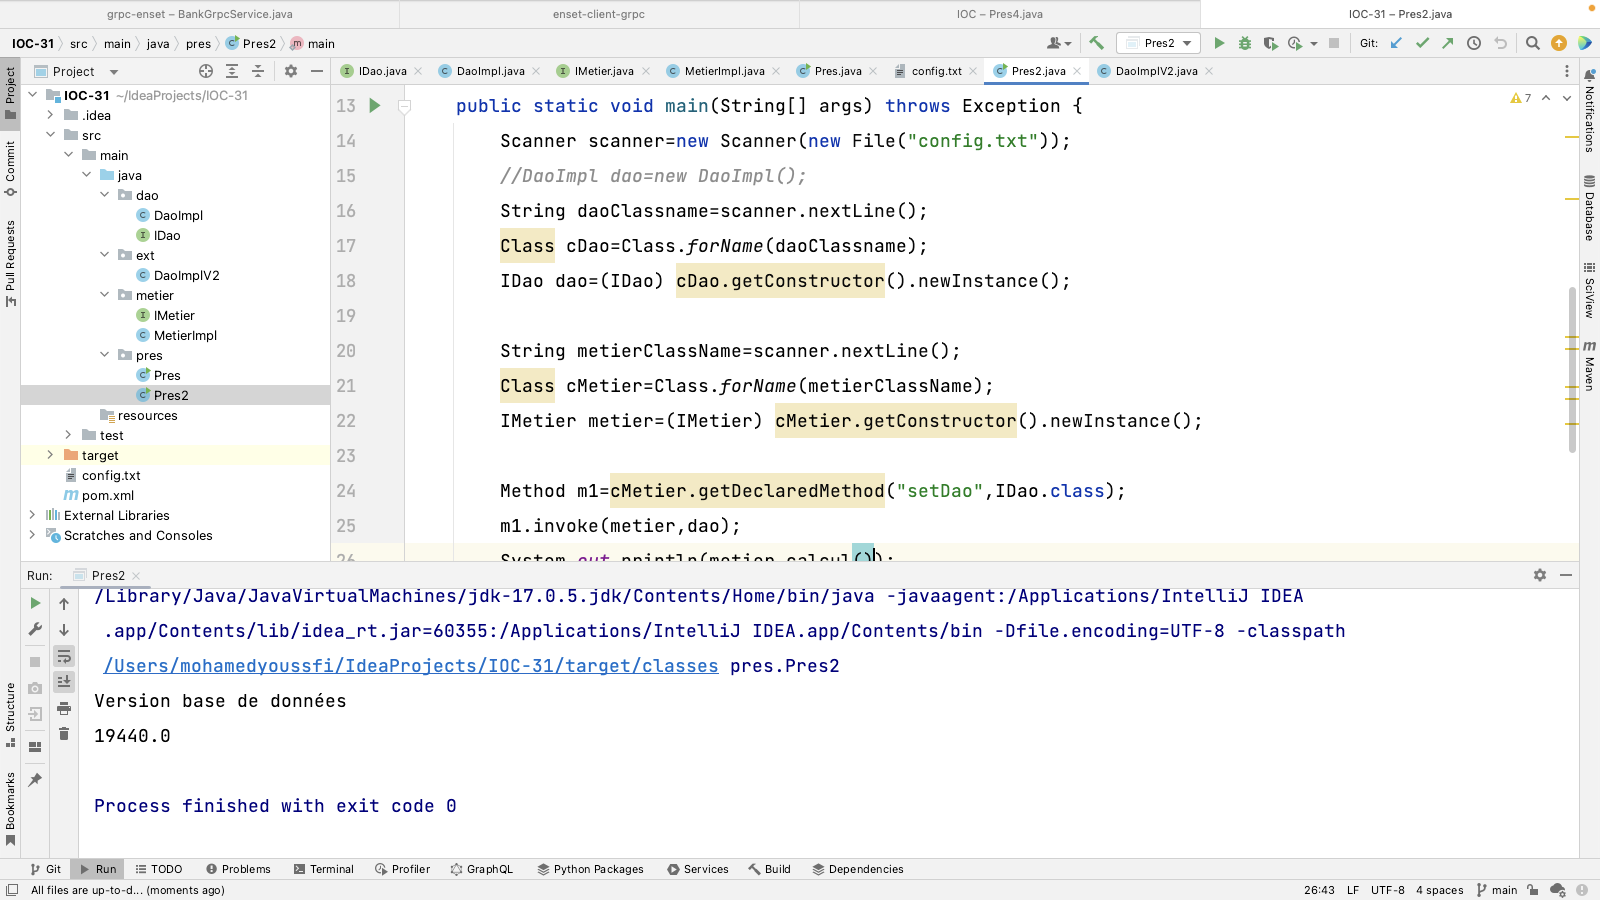 grpc-enset – BankGrpcService.java
enset-client-grpc
IOC – Pres4.java
IOC-31 – Pres2.java
IOC-31 src main java pres Pres2 main
Pres2
Git:
Project
IDao.java
DaoImpl.java
IMetier.java
MetierImpl.java
Pres.java
config.txt
Pres2.java
DaoImplV2.java
IOC-31 ~/IdeaProjects/IOC-31
.idea
src
main
java
dao
DaoImpl
IDao
ext
DaoImplV2
metier
IMetier
MetierImpl
pres
Pres
Pres2
resources
test
target
config.txt
pom.xml
External Libraries
Scratches and Consoles
Project
Commit
Pull Requests
Structure
Bookmarks
7
13 public static void main(String[] args) throws Exception {
14 Scanner scanner=new Scanner(new File("config.txt"));
15 //DaoImpl dao=new DaoImpl();
16 String daoClassname=scanner.nextLine();
17 Class cDao=Class.forName(daoClassname);
18 IDao dao=(IDao) cDao.getConstructor().newInstance();
19
20 String metierClassName=scanner.nextLine();
21 Class cMetier=Class.forName(metierClassName);
22 IMetier metier=(IMetier) cMetier.getConstructor().newInstance();
23
24 Method m1=cMetier.getDeclaredMethod("setDao",IDao.class);
25 m1.invoke(metier,dao);
26 System.out.println(metier.calcul());
Notifications
Database
SciView
Maven
Run: Pres2
/Library/Java/JavaVirtualMachines/jdk-17.0.5.jdk/Contents/Home/bin/java -javaagent:/Applications/IntelliJ IDEA
.app/Contents/lib/idea_rt.jar=60355:/Applications/IntelliJ IDEA.app/Contents/bin -Dfile.encoding=UTF-8 -classpath
/Users/mohamedyoussfi/IdeaProjects/IOC-31/target/classes pres.Pres2
Version base de données
19440.0
Process finished with exit code 0
Git Run TODO Problems Terminal Profiler GraphQL Python Packages Services Build Dependencies
All files are up-to-d... (moments ago)
26:43 LF UTF-8 4 spaces main